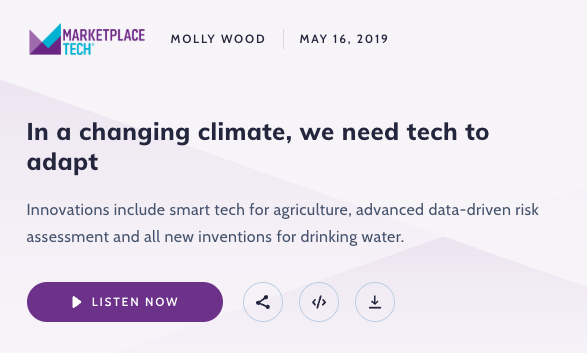 MARKETPLACE
TECH
MOLLY WOOD
MAY 16, 2019
In a changing climate, we need tech to
adapt
Innovations include smart tech for agriculture, advanced data-driven risk
assessment and all new inventions for drinking water.
LISTEN NOW